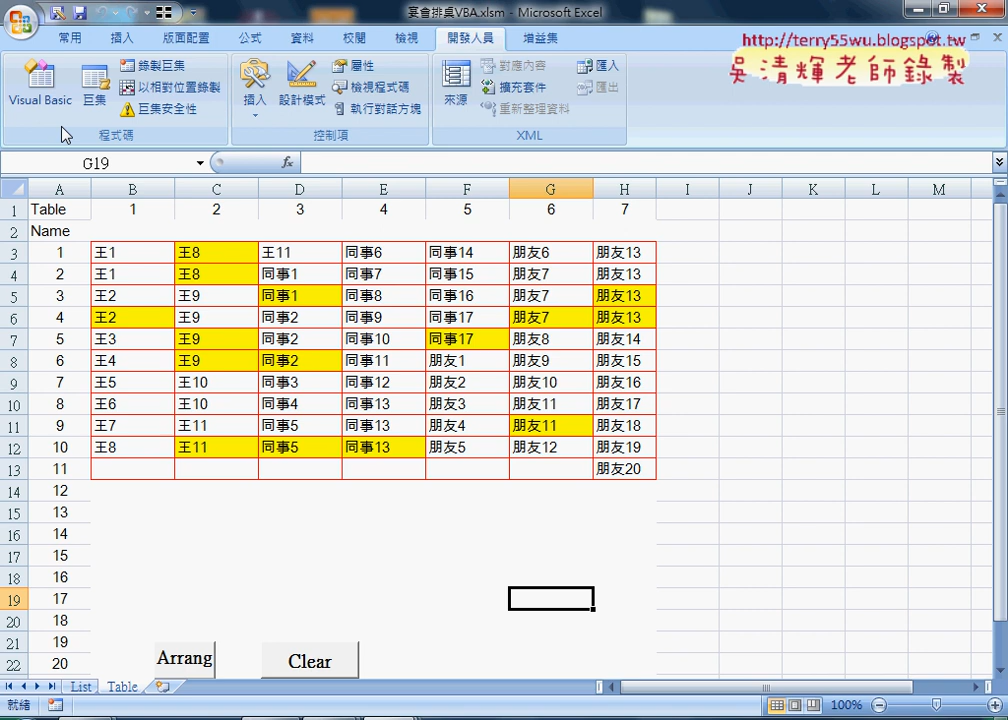 宴會排桌VBA.xlsm - Microsoft Excel
常用 插入 版面配置 公式 資料 校閱 檢視 開發人員 增益集
http://terry55wu.blogspot.tw
吳清輝老師錄製
Visual Basic
巨集
錄製巨集
以相對位置錄製
巨集安全性
程式碼
插入
設計模式
屬性
檢視程式碼
執行對話方塊
控制項
來源
對應內容
擴充套件
重新整理資料
匯入
匯出
XML
G19 fx
A B C D E F G H I J K L M
1 Table 1 2 3 4 5 6 7
2 Name
3 1 王1 王8 王11 同事6 同事14 朋友6 朋友13
4 2 王1 王8 同事1 同事7 同事15 朋友7 朋友13
5 3 王2 王9 同事1 同事8 同事16 朋友7 朋友13
6 4 王2 王9 同事2 同事9 同事17 朋友7 朋友13
7 5 王3 王9 同事2 同事10 同事17 朋友8 朋友14
8 6 王4 王9 同事2 同事11 朋友1 朋友9 朋友15
9 7 王5 王10 同事3 同事12 朋友2 朋友10 朋友16
10 8 王6 王10 同事4 同事13 朋友3 朋友11 朋友17
11 9 王7 王11 同事5 同事13 朋友4 朋友11 朋友18
12 10 王8 王11 同事5 同事13 朋友5 朋友12 朋友19
13 11 朋友20
14 12
15 13
16 14
17 15
18 16
19 17
20 18
21 19
22 20
Arrang Clear
List Table
就緒 100%